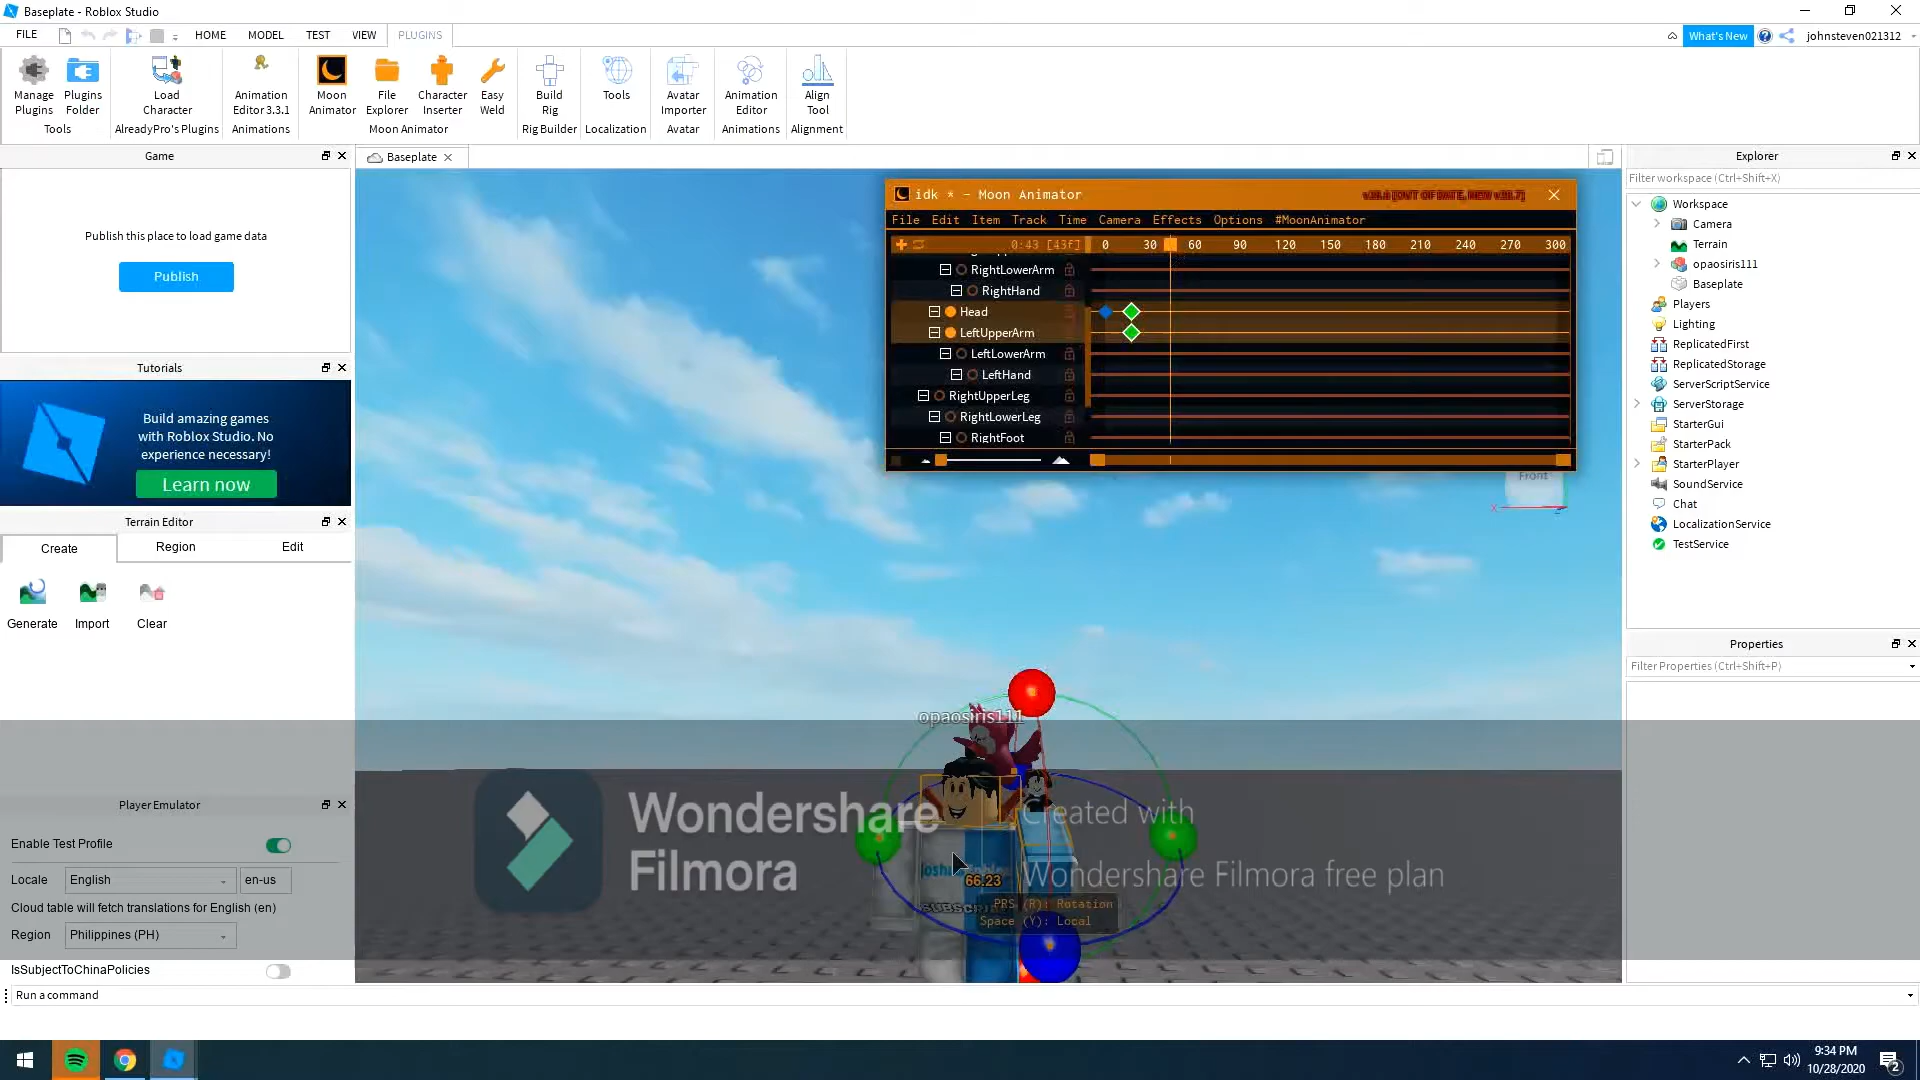 Baseplate - Roblox Studio
FILE HOME MODEL TEST VIEW PLUGINS What's New johnsteven021312
Manage Plugins
Plugins Folder
Load Character
Animation Editor 3.3.1
Moon Animator
File Explorer
Character Inserter
Easy Weld
Build Rig
Tools
Avatar Importer
Animation Editor
Align Tool
Tools AlreadyPro's Plugins Animations Moon Animator Rig Builder Localization Avatar Animations Alignment
Game
Publish this place to load game data
Publish
Tutorials
Build amazing games
with Roblox Studio. No
experience necessary!
Learn now
Terrain Editor
Create Region Edit
Generate Import Clear
Player Emulator
Enable Test Profile
Locale English en-us
Cloud table will fetch translations for English (en)
Region Philippines (PH)
IsSubjectToChinaPolicies
Run a command
Baseplate
idk * - Moon Animator
File Edit Item Track Time Camera Effects Options #MoonAnimator
0:43 [43f] 0 30 60 90 120 150 180 210 240 270 300
RightLowerArm
RightHand
Head
LeftUpperArm
LeftLowerArm
LeftHand
RightUpperLeg
RightLowerLeg
RightFoot
Front
X
opaosiris111
66.23
PRS (R): Rotation
Space (Y): Local
Wondershare
Filmora
Created with
Wondershare Filmora free plan
Explorer
Filter workspace (Ctrl+Shift+X)
Workspace
Camera
Terrain
opaosiris111
Baseplate
Players
Lighting
ReplicatedFirst
ReplicatedStorage
ServerScriptService
ServerStorage
StarterGui
StarterPack
StarterPlayer
SoundService
Chat
LocalizationService
TestService
Properties
Filter Properties (Ctrl+Shift+P)
9:34 PM
10/28/2020
2